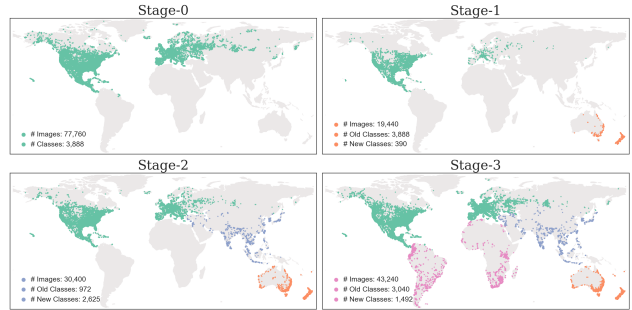 Stage-0
# Images: 77,760
# Classes: 3,888
Stage-1
# Images: 19,440
# Old Classes: 3,888
# New Classes: 390
Stage-2
# Images: 30,400
# Old Classes: 972
# New Classes: 2,625
Stage-3
# Images: 43,240
# Old Classes: 3,040
# New Classes: 1,492